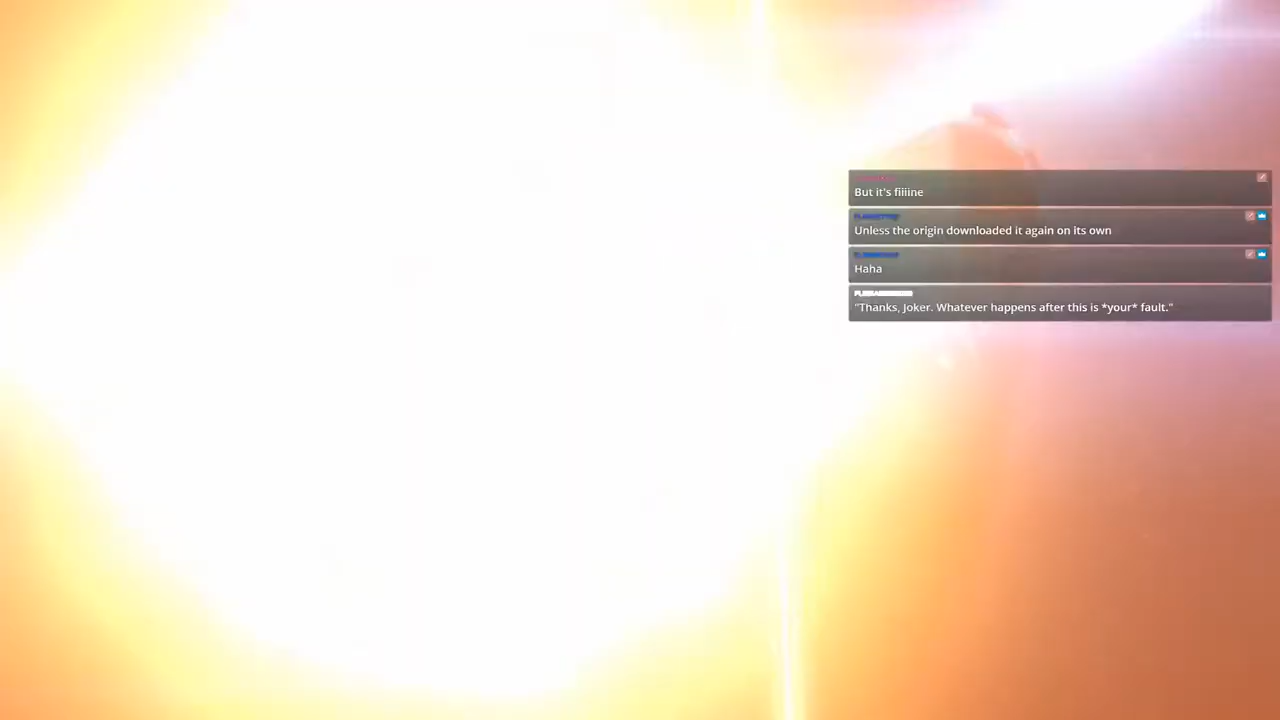 But it's fiiiine
Unless the origin downloaded it again on its own
Haha
"Thanks, Joker. Whatever happens after this is *your* fault."